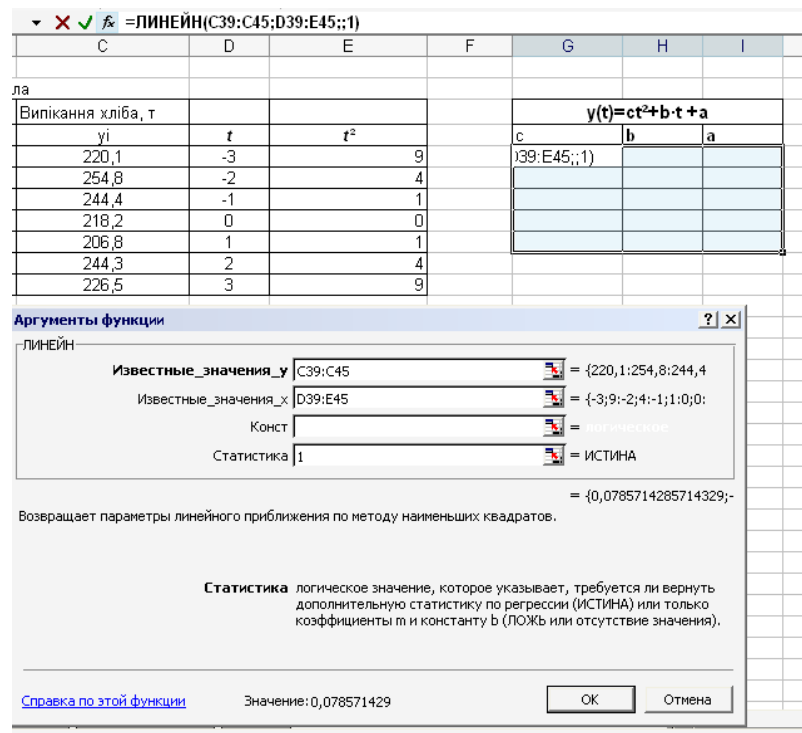 =ЛИНЕЙН(C39:C45;D39:E45;;1)
C D E F G H I
ла
Випікання хліба, т
y(t)=ct²+b·t +a
yі t t² c b a
220,1 -3 9 )39:E45;;1)
254,8 -2 4
244,4 -1 1
218,2 0 0
206,8 1 1
244,3 2 4
226,5 3 9
Аргументы функции
ЛИНЕЙН
Известные_значения_y C39:C45 = {220,1:254,8:244,4
Известные_значения_x D39:E45 = {-3;9:-2;4:-1;1:0;0:
Конст = логическое
Статистика 1 = ИСТИНА
= {0,0785714285714329;-
Возвращает параметры линейного приближения по методу наименьших квадратов.
Статистика логическое значение, которое указывает, требуется ли вернуть
дополнительную статистику по регрессии (ИСТИНА) или только
коэффициенты m и константу b (ЛОЖЬ или отсутствие значения).
Справка по этой функции Значение:0,078571429 ОК Отмена